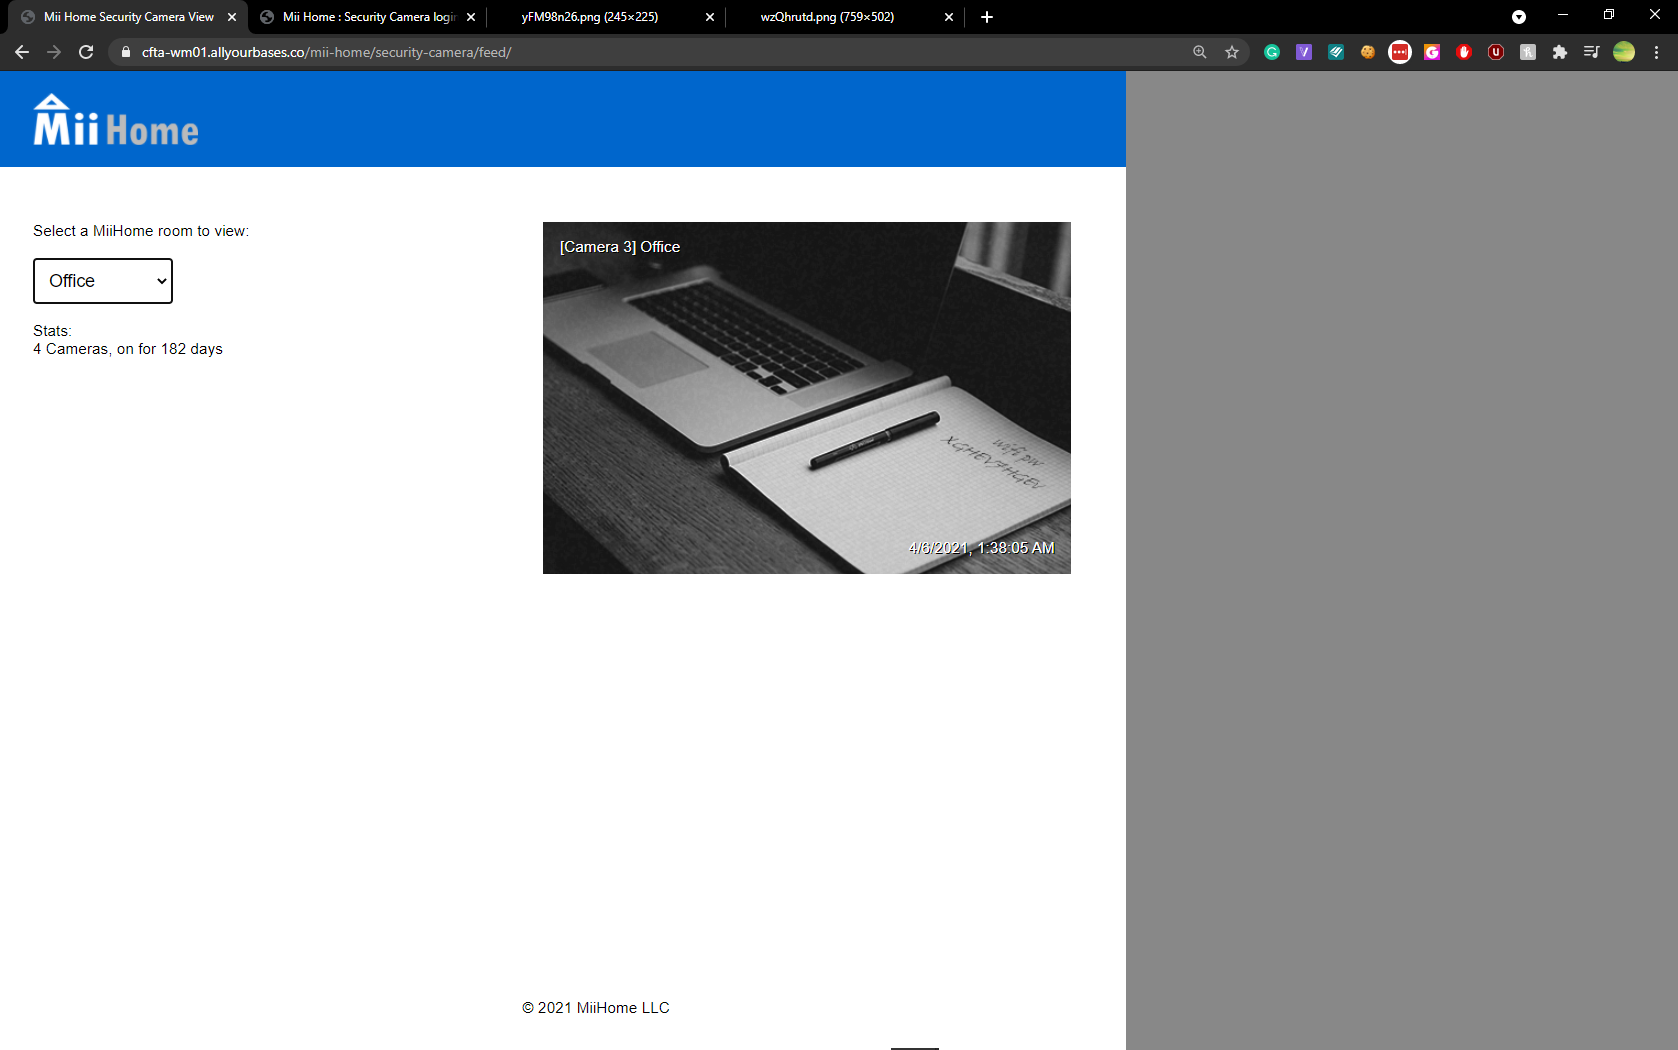 Mii Home Security Camera View
Mii Home : Security Camera login
yFM98n26.png (245×225)
wzQhrutd.png (759×502)
cfta-wm01.allyourbases.co/mii-home/security-camera/feed/
Mii Home
Select a MiiHome room to view:
Office
Stats:
4 Cameras, on for 182 days
[Camera 3] Office
wifi pw
XGHEV7HGEV
4/6/2021, 1:38:05 AM
© 2021 MiiHome LLC